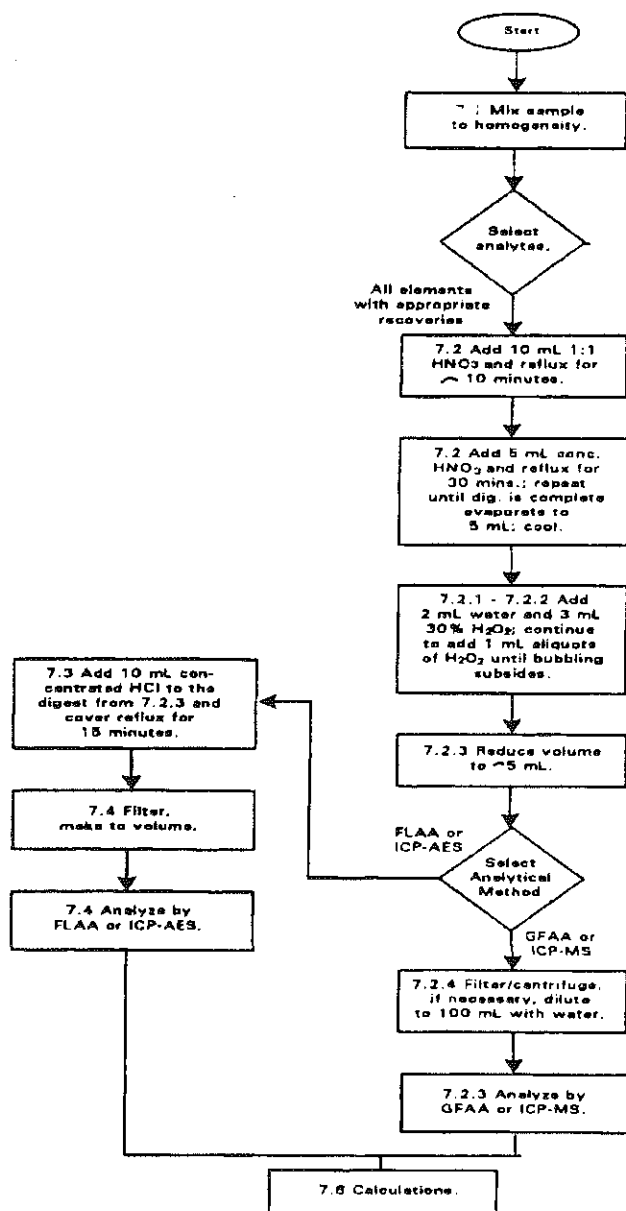 Start
7.1 Mix sample
to homogeneity.
Select
analytes.
All elements
with appropriate
recoveries
7.2 Add 10 mL 1:1
HNO₃ and reflux for
~ 10 minutes.
7.2 Add 5 mL conc.
HNO₃ and reflux for
30 mins.; repeat
until dig. is complete
evaporate to
5 mL; cool.
7.2.1 - 7.2.2 Add
2 mL water and 3 mL
30% H₂O₂; continue
to add 1 mL aliquots
of H₂O₂ until bubbling
subsides.
7.2.3 Reduce volume
to ~5 mL.
Select
Analytical
Method
FLAA or
ICP-AES
7.3 Add 10 mL con-
centrated HCl to the
digest from 7.2.3 and
cover reflux for
15 minutes.
7.4 Filter,
make to volume.
7.4 Analyze by
FLAA or ICP-AES.
GFAA or
ICP-MS
7.2.4 Filter/centrifuge,
if necessary, dilute
to 100 mL with water.
7.2.3 Analyze by
GFAA or ICP-MS.
7.6 Calculations.